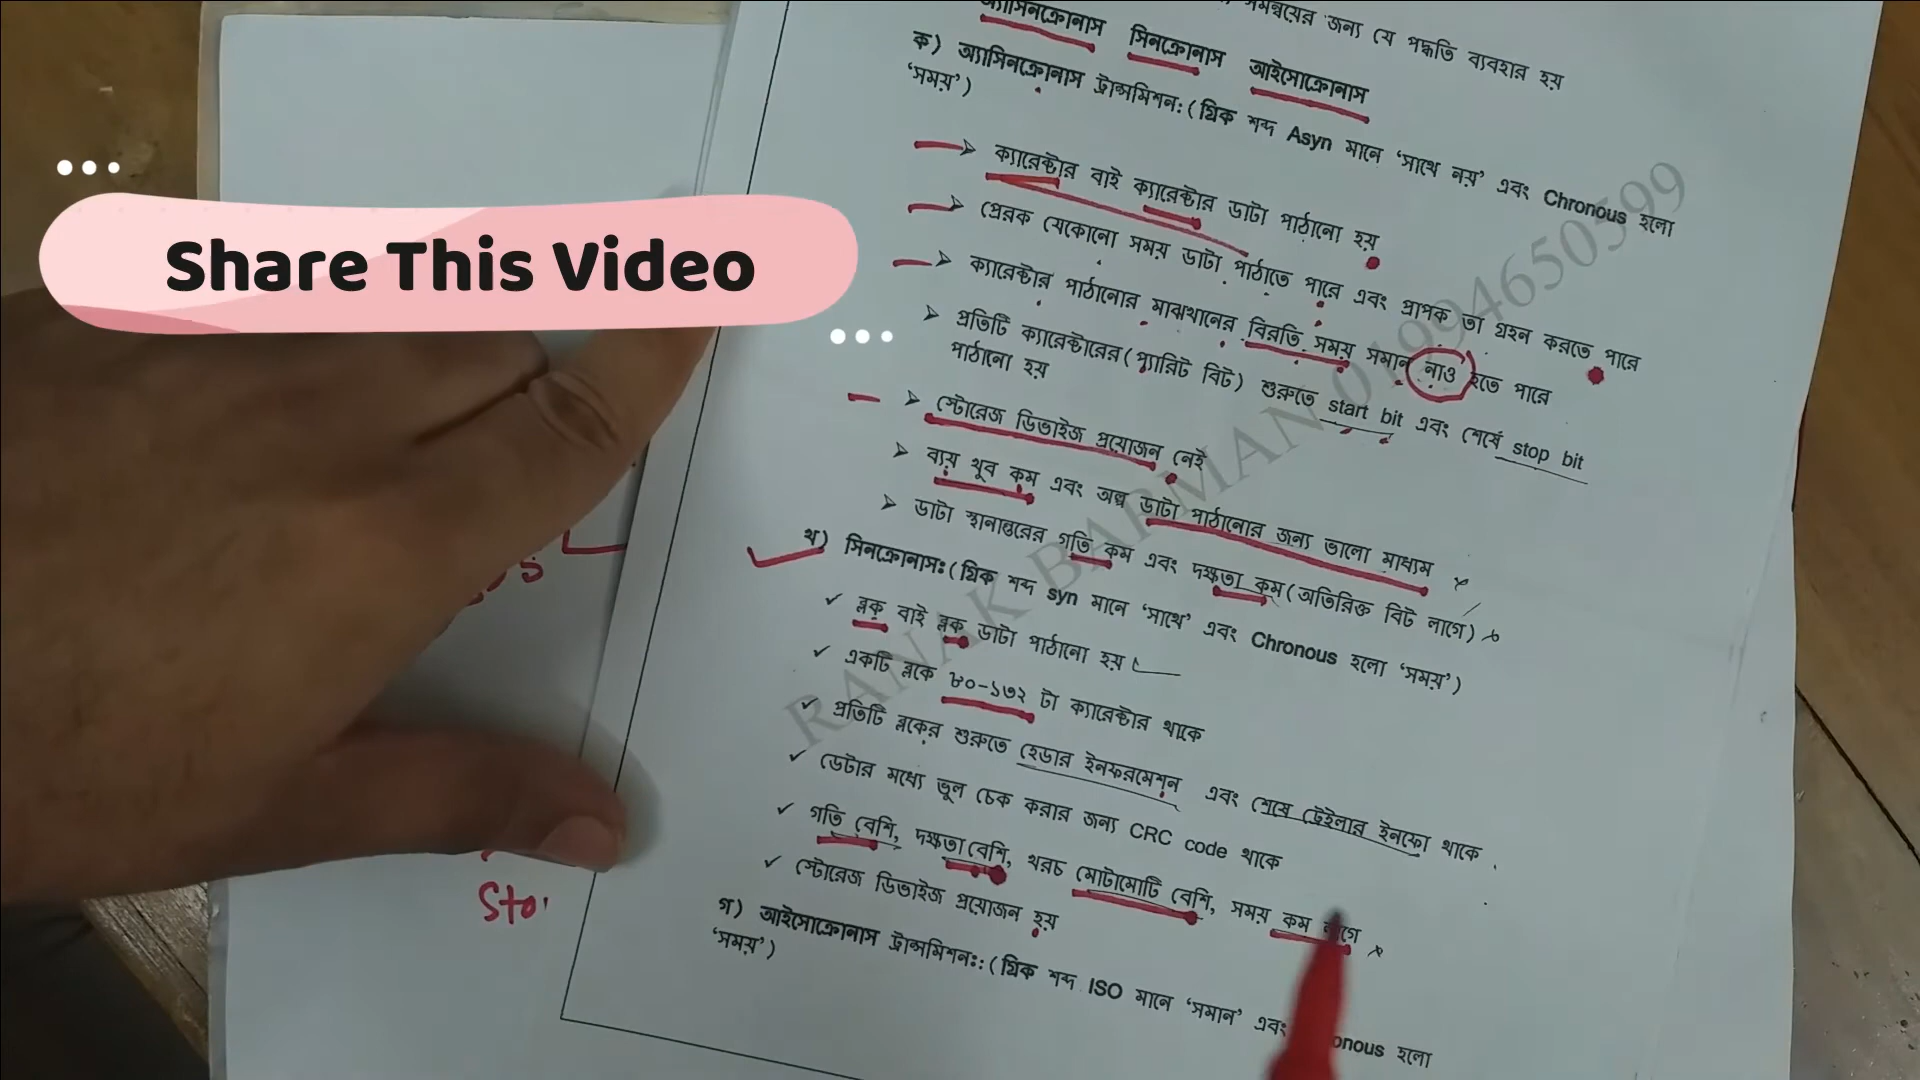 সমন্বয়ের জন্য যে পদ্ধতি ব্যবহার হয়
অ্যাসিনক্রোনাস সিনক্রোনাস আইসোক্রোনাস
ক) অ্যাসিনক্রোনাস ট্রান্সমিশন: (গ্রিক শব্দ Asyn মানে ‘সাথে নয়’ এবং Chronous হলো
‘সময়’)
➢ ক্যারেক্টার বাই ক্যারেক্টার ডাটা পাঠানো হয়
➢ প্রেরক যেকোনো সময় ডাটা পাঠাতে পারে এবং প্রাপক তা গ্রহন করতে পারে
➢ ক্যারেক্টার পাঠানোর মাঝখানের বিরতি সময় সমান নাও হতে পারে
➢ প্রতিটি ক্যারেক্টারের(প্যারিট বিট) শুরুতে start bit এবং শেষে stop bit
পাঠানো হয়
➢ স্টোরেজ ডিভাইজ প্রয়োজন নেই
➢ ব্যয় খুব কম এবং অল্প ডাটা পাঠানোর জন্য ভালো মাধ্যম
➢ ডাটা স্থানান্তরের গতি কম এবং দক্ষতা কম(অতিরিক্ত বিট লাগে)
খ) সিনক্রোনাসঃ(গ্রিক শব্দ syn মানে ‘সাথে’ এবং Chronous হলো ‘সময়’)
✓ ব্লক বাই ব্লক ডাটা পাঠানো হয়
✓ একটি ব্লকে ৮০-১৩২ টা ক্যারেক্টার থাকে
✓ প্রতিটি ব্লকের শুরুতে হেডার ইনফরমেশন এবং শেষে টেইলার ইনফো থাকে
✓ ডেটার মধ্যে ভুল চেক করার জন্য CRC code থাকে
✓ গতি বেশি, দক্ষতা বেশি, খরচ মোটামোটি বেশি, সময় কম লাগে
✓ স্টোরেজ ডিভাইজ প্রয়োজন হয়
গ) আইসোক্রোনাস ট্রান্সমিশনঃ: (গ্রিক শব্দ ISO মানে ‘সমান’ এবং Chronous হলো
‘সময়’)
RANAK BARMAN 01994650599
Share This Video
Sto